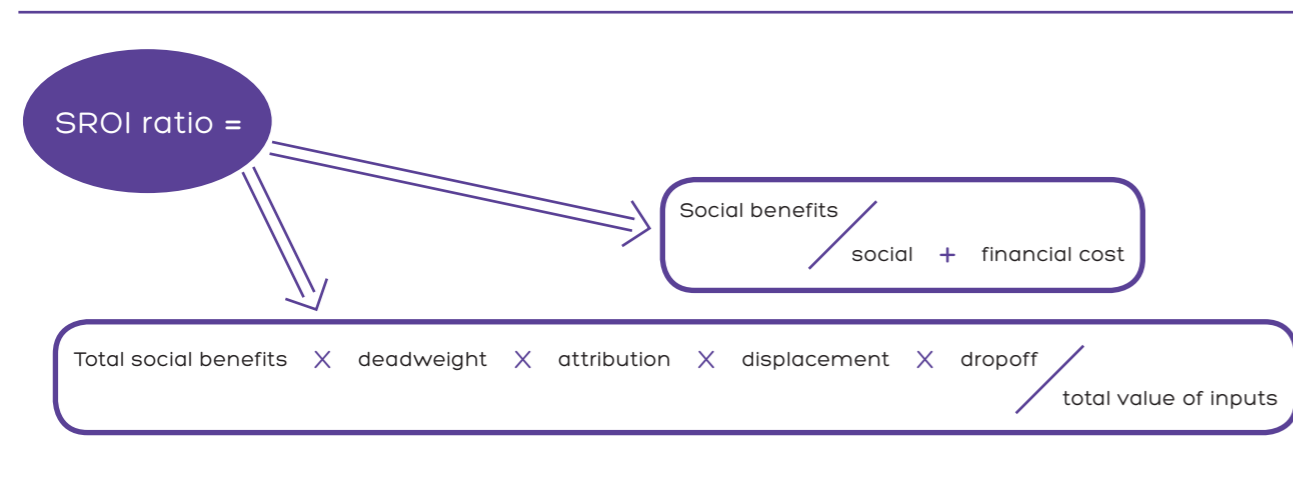 SROI ratio =
Social benefits
social + financial cost
Total social benefits X deadweight X attribution X displacement X dropoff
total value of inputs